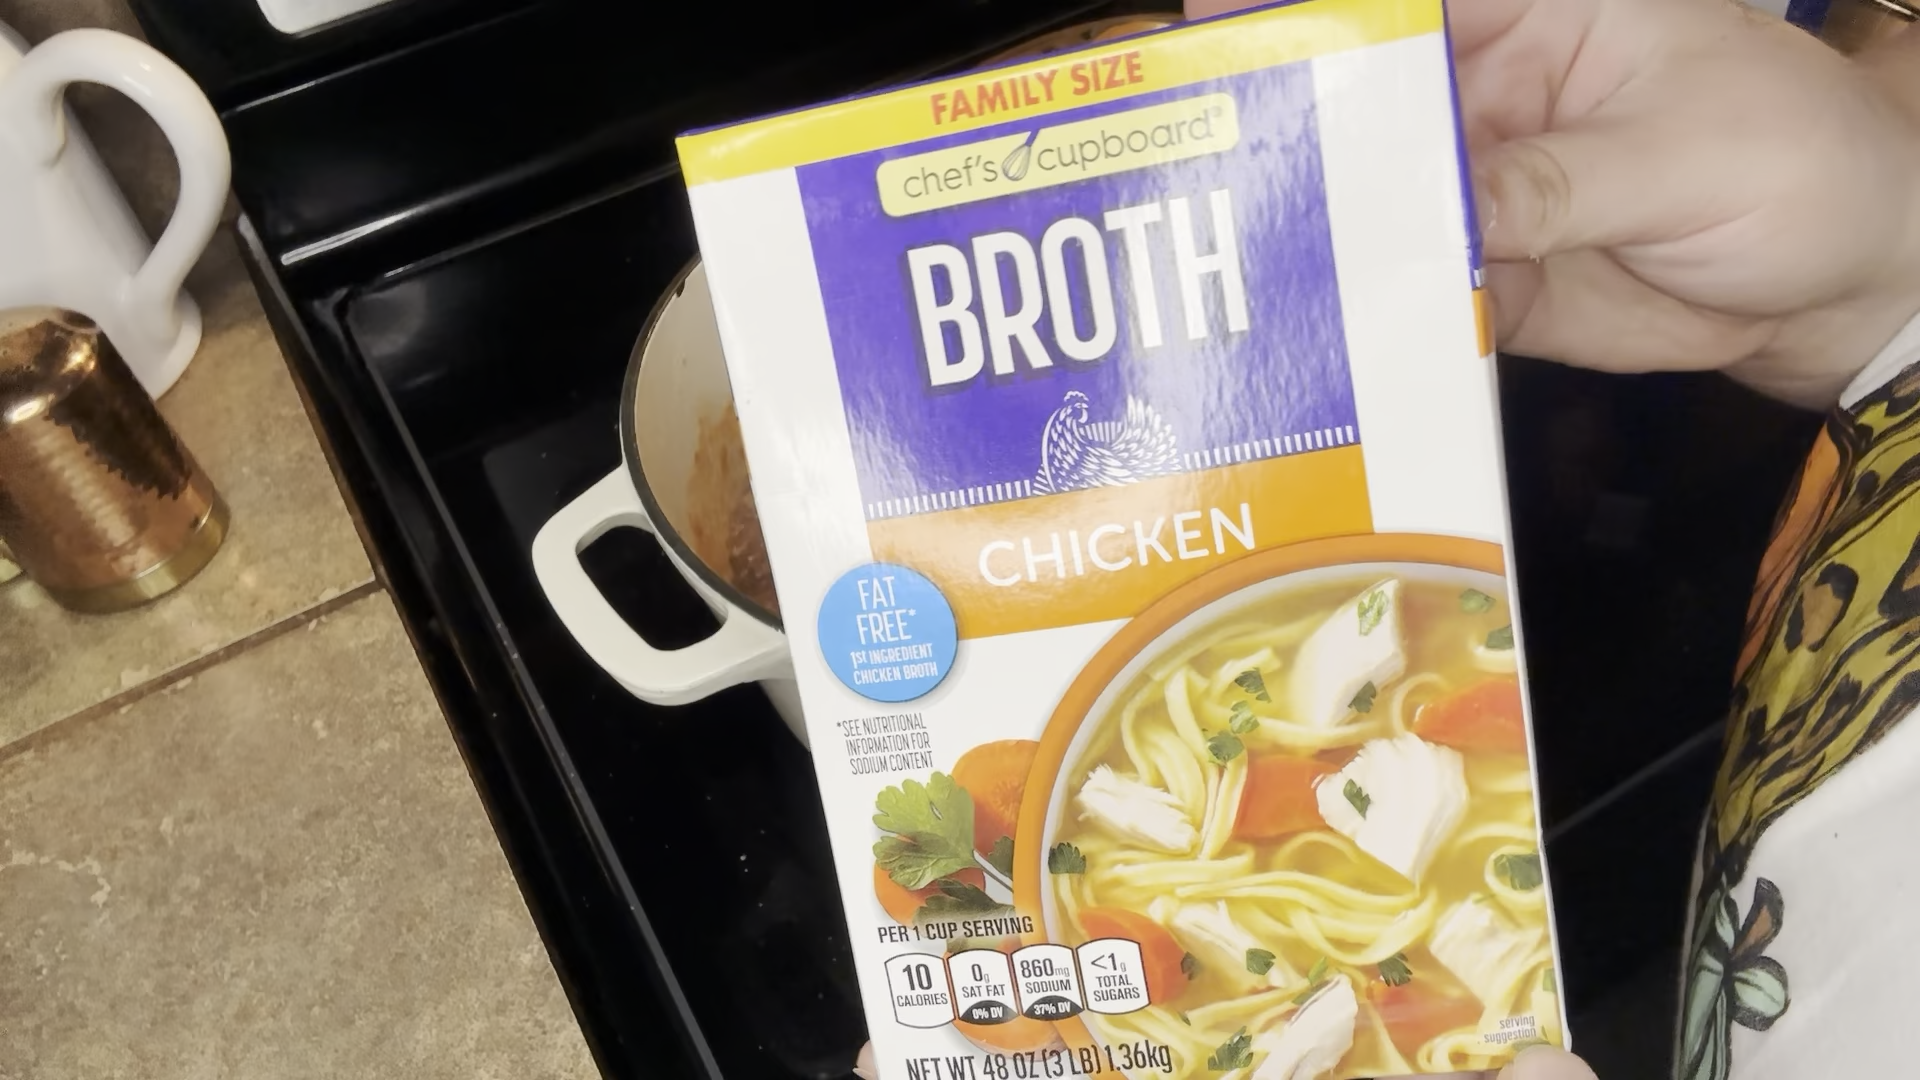 FAMILY SIZE
chef's cupboard®
BROTH
CHICKEN
FAT
FREE*
1st INGREDIENT
CHICKEN BROTH
*SEE NUTRITIONAL
INFORMATION FOR
SODIUM CONTENT
PER 1 CUP SERVING
10
CALORIES
0g
SAT FAT
0% DV
860mg
SODIUM
37% DV
<1g
TOTAL
SUGARS
serving
suggestion
NET WT 48 OZ (3 LB) 1.36kg